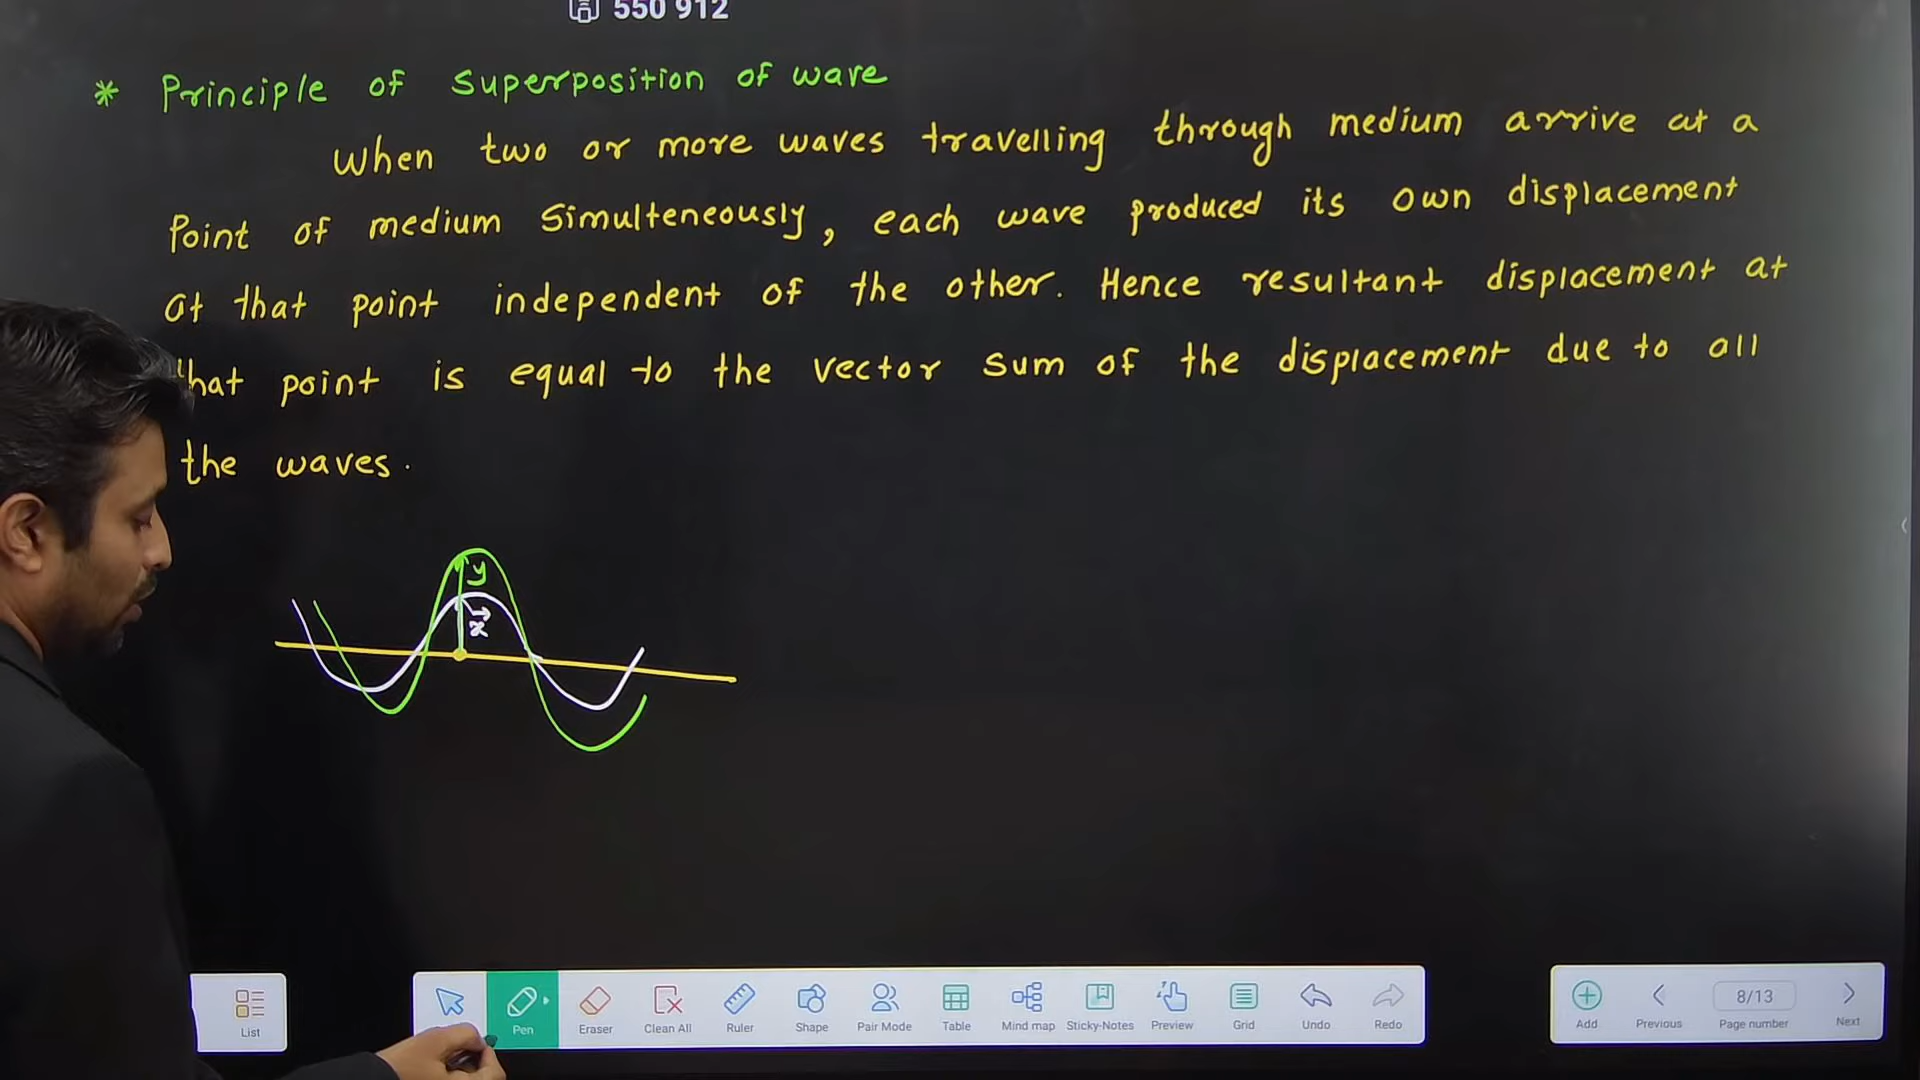 550 912
* Principle of superposition of wave
When two or more waves travelling through medium arrive at a
Point of medium Simulteneously, each wave produced its own displacement
at that point independent of the other. Hence resultant displacement at
that point is equal to the vector sum of the displacement due to all
the waves.
y
x
List
Pen
Eraser
Clean All
Ruler
Shape
Pair Mode
Table
Mind map
Sticky-Notes
Preview
Grid
Undo
Redo
Add
Previous
8/13
Page number
Next